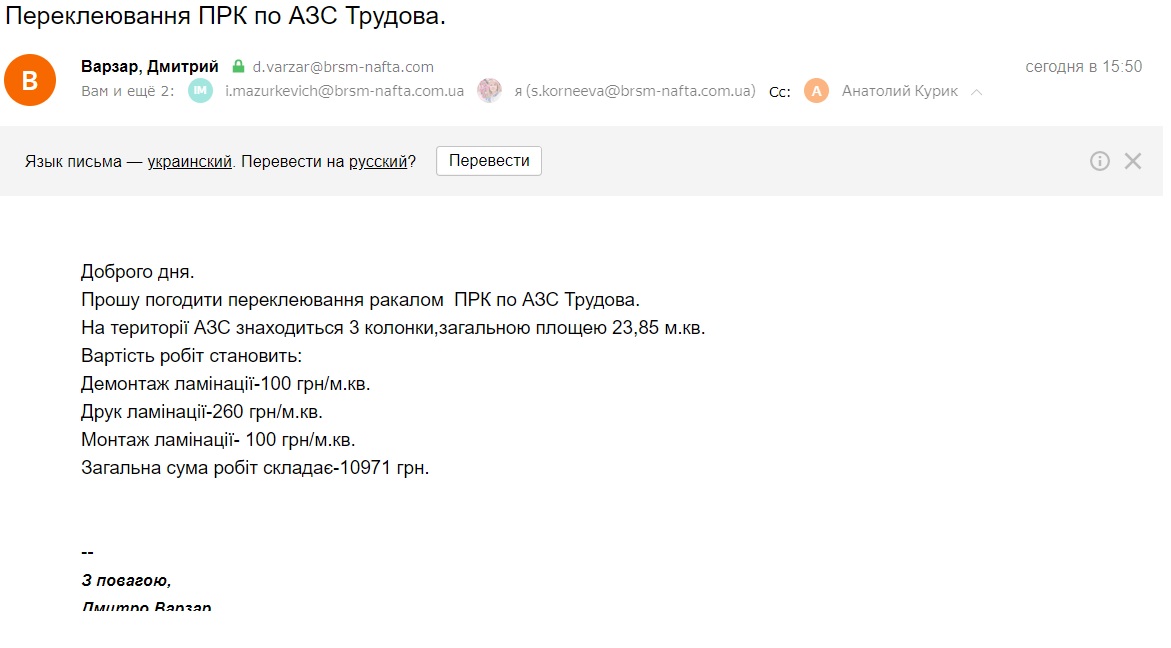 Переклеювання ПРК по АЗС Трудова.
В
Варзар, Дмитрий d.varzar@brsm-nafta.com
сегодня в 15:50
Вам и ещё 2: IM i.mazurkevich@brsm-nafta.com.ua я (s.korneeva@brsm-nafta.com.ua) Cc: А Анатолий Курик
Язык письма — украинский. Перевести на русский? Перевести
Доброго дня.
Прошу погодити переклеювання ракалом ПРК по АЗС Трудова.
На території АЗС знаходиться 3 колонки,загальною площею 23,85 м.кв.
Вартість робіт становить:
Демонтаж ламінації-100 грн/м.кв.
Друк ламінації-260 грн/м.кв.
Монтаж ламінації- 100 грн/м.кв.
Загальна сума робіт складає-10971 грн.
--
З повагою,
Дмитро Варзар